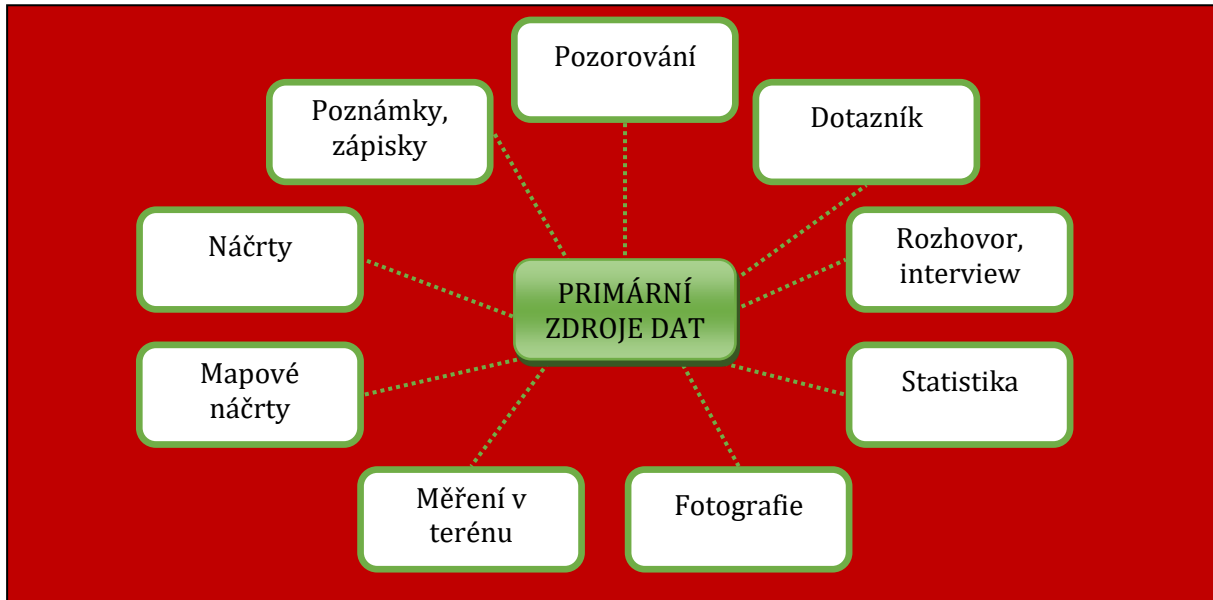 Pozorování
Poznámky,
zápisky
Dotazník
Náčrty
Rozhovor,
interview
PRIMÁRNÍ
ZDROJE DAT
Mapové
náčrty
Statistika
Měření v
terénu
Fotografie